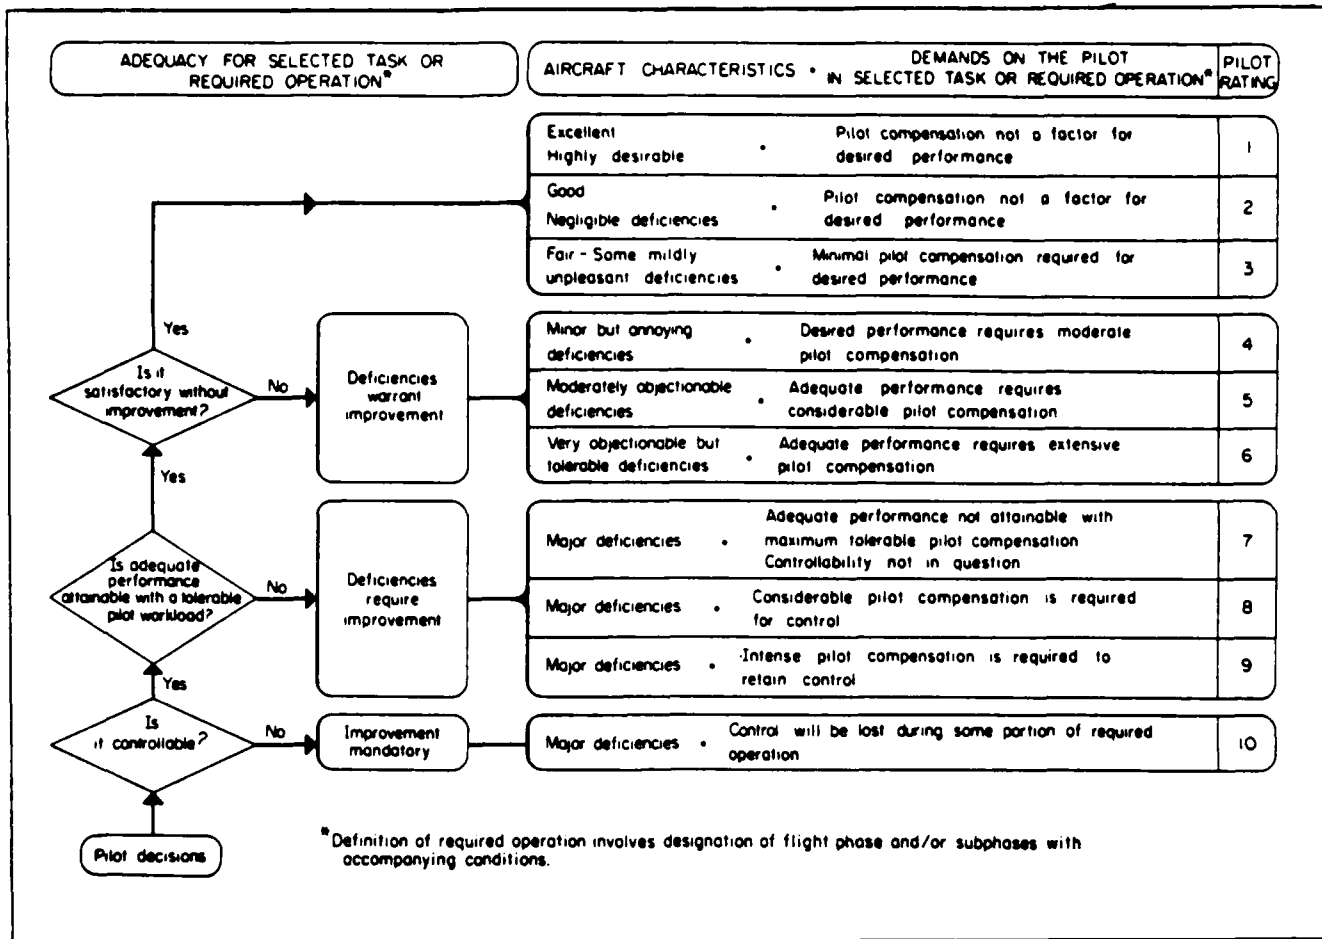 ADEQUACY FOR SELECTED TASK OR
REQUIRED OPERATION*
AIRCRAFT CHARACTERISTICS •
DEMANDS ON THE PILOT
IN SELECTED TASK OR REQUIRED OPERATION*
PILOT
RATING
Excellent
Highly desirable •
Pilot compensation not a factor for
desired performance
1
Good
Negligible deficiencies •
Pilot compensation not a factor for
desired performance
2
Fair - Some mildly
unpleasant deficiencies •
Minimal pilot compensation required for
desired performance
3
Yes
Is it
satisfactory without
improvement?
No
Deficiencies
warrant
improvement
Minor but annoying
deficiencies •
Desired performance requires moderate
pilot compensation
4
Moderately objectionable
deficiencies •
Adequate performance requires
considerable pilot compensation
5
Very objectionable but
tolerable deficiencies •
Adequate performance requires extensive
pilot compensation
6
Yes
Is adequate
performance
attainable with a tolerable
pilot workload?
No
Deficiencies
require
improvement
Major deficiencies •
Adequate performance not attainable with
maximum tolerable pilot compensation
Controllability not in question
7
Major deficiencies •
Considerable pilot compensation is required
for control
8
Major deficiencies •
Intense pilot compensation is required to
retain control
9
Yes
Is
it controllable?
No
Improvement
mandatory
Major deficiencies •
Control will be lost during some portion of required
operation
10
Pilot decisions
*Definition of required operation involves designation of flight phase and/or subphases with
accompanying conditions.